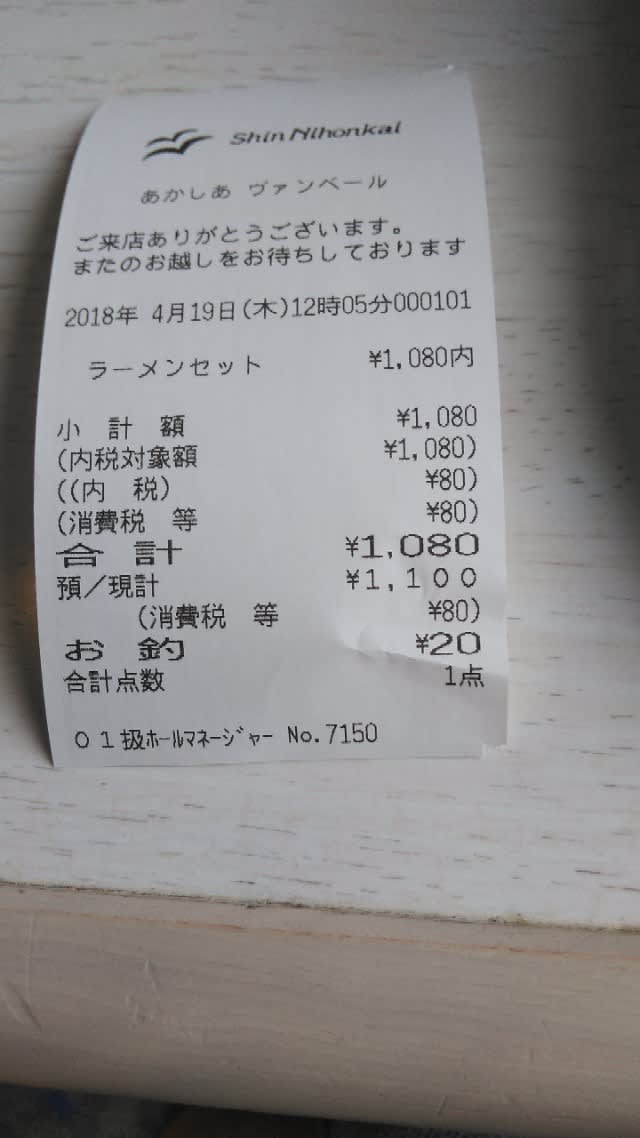 Shin Nihonkai
あかしあ ヴァンベール
ご来店ありがとうございます。
またのお越しをお待ちしております
2018年 4月19日(木)12時05分000101
ラーメンセット ¥1,080内
小 計 額 ¥1,080
(内税対象額 ¥1,080)
((内 税) ¥80)
(消費税 等 ¥80)
合 計 ¥1,080
預/現計 ¥1,100
(消費税 等 ¥80)
お 釣 ¥20
合計点数 1点
01扱ホールマネージャー No.7150